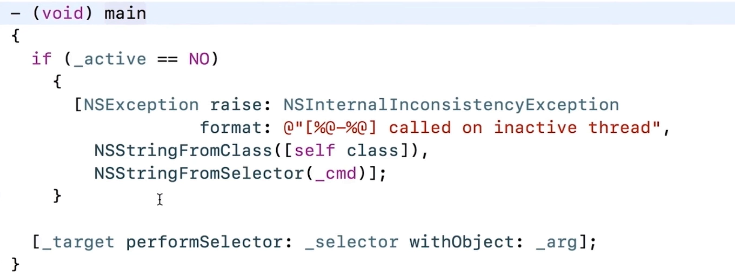 - (void) main
{
  if (_active == NO)
    {
      [NSException raise: NSInternalInconsistencyException
                  format: @"[%@-%@] called on inactive thread",
        NSStringFromClass([self class]),
        NSStringFromSelector(_cmd)];
    }

  [_target performSelector: _selector withObject: _arg];
}